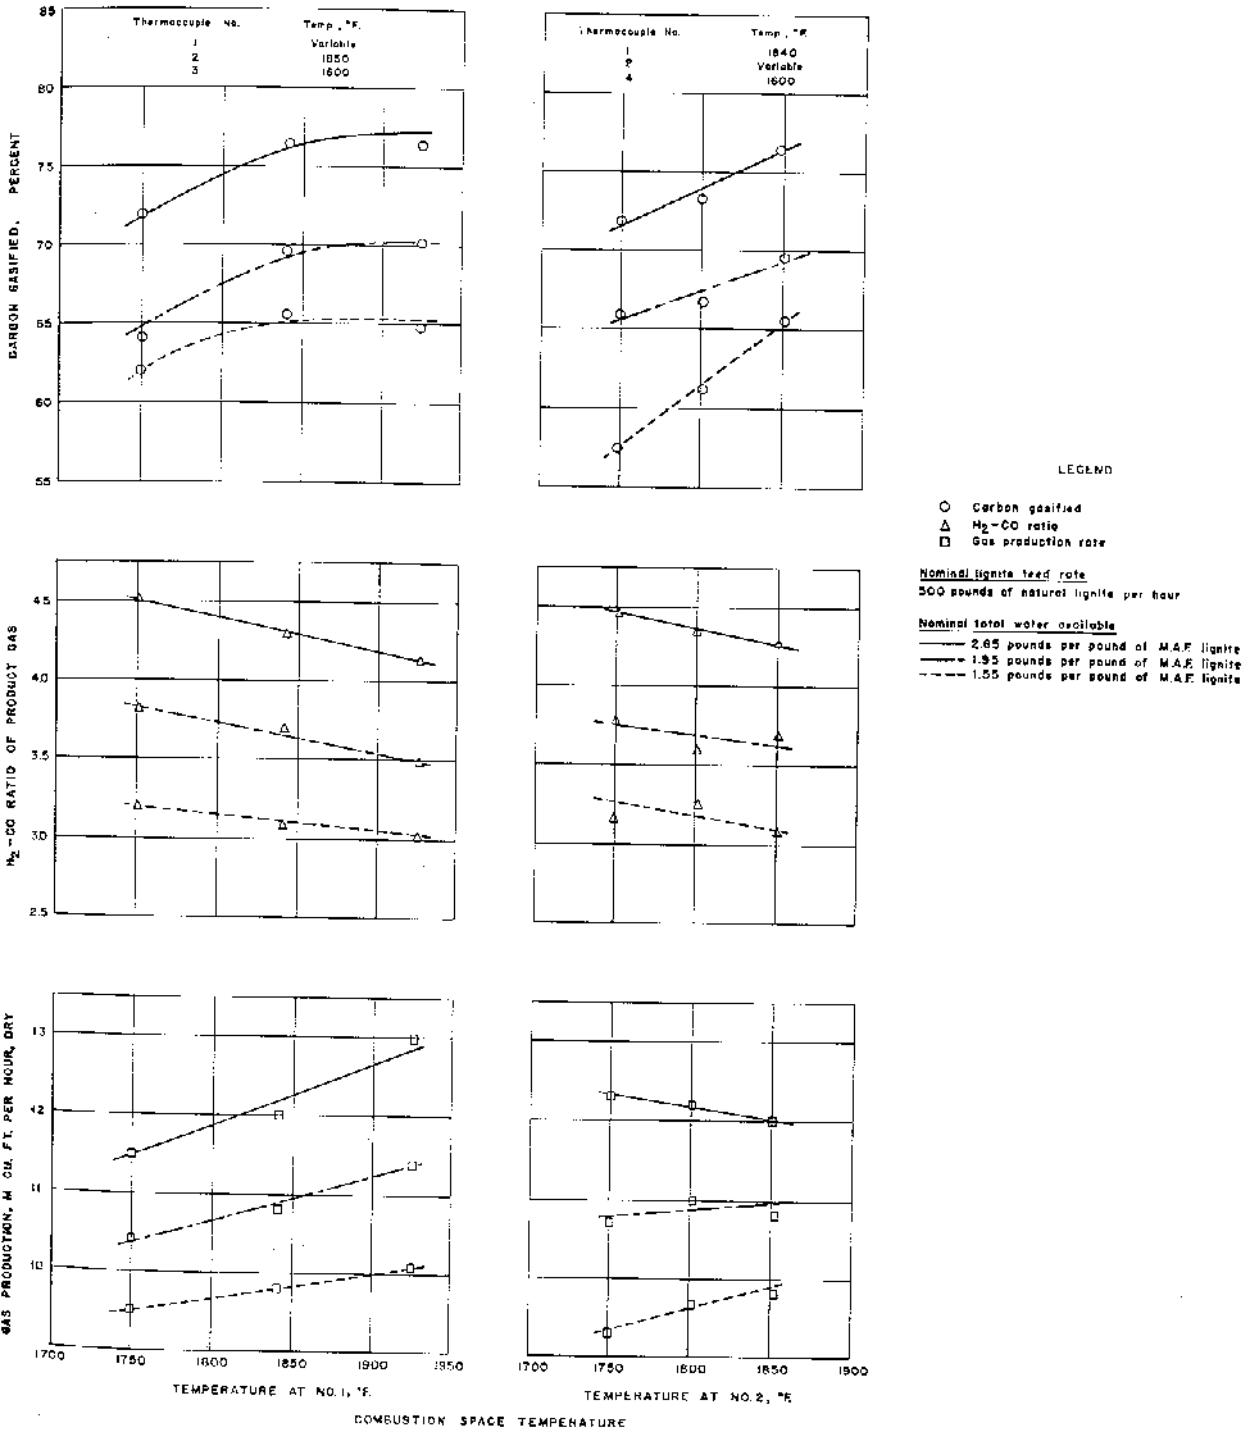 Thermocouple No. Temp., °F.
1 Variable
2 1850
3 1600
Thermocouple No. Temp., °F.
1 1840
2 Variable
4 1600
85
80
75
70
65
60
55
CARBON GASIFIED, PERCENT
4.5
4.0
3.5
3.0
2.5
H2-CO RATIO OF PRODUCT GAS
13
12
11
10
GAS PRODUCTION, M CU. FT. PER HOUR, DRY
1700 1750 1800 1850 1900 1950
TEMPERATURE AT NO. 1, °F.
1700 1750 1800 1850 1900
TEMPERATURE AT NO. 2, °F.
COMBUSTION SPACE TEMPERATURE
LEGEND
Carbon gasified
H2-CO ratio
Gas production rate
Nominal lignite feed rate
500 pounds of natural lignite per hour
Nominal total water available
2.65 pounds per pound of M.A.F. lignite
1.95 pounds per pound of M.A.F. lignite
1.55 pounds per pound of M.A.F. lignite